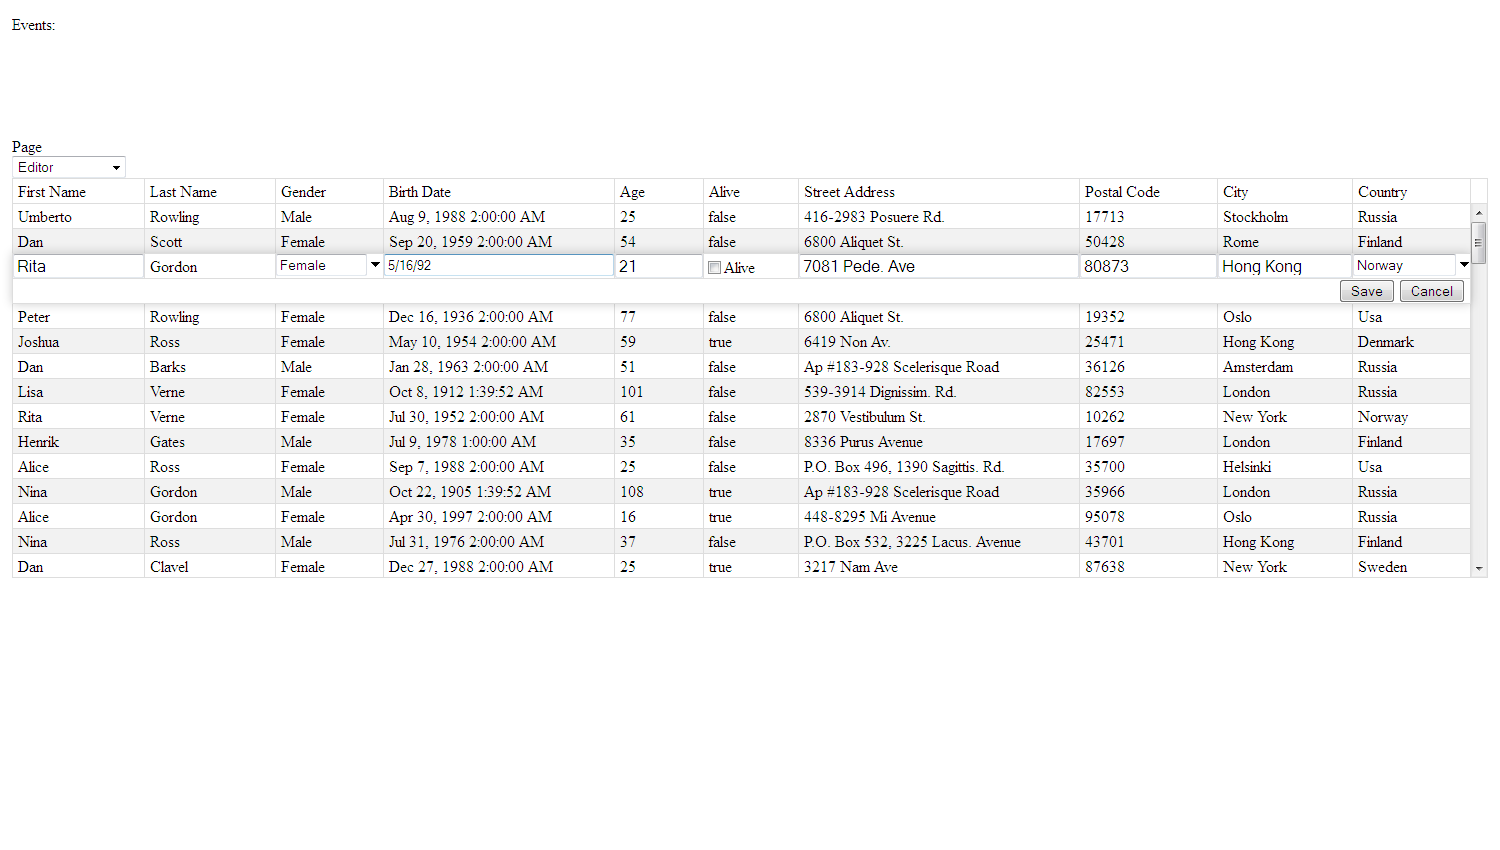 Events:
Page
Editor
First Name Last Name Gender Birth Date Age Alive Street Address Postal Code City Country
Umberto Rowling Male Aug 9, 1988 2:00:00 AM 25 false 416-2983 Posuere Rd. 17713 Stockholm Russia
Dan Scott Female Sep 20, 1959 2:00:00 AM 54 false 6800 Aliquet St. 50428 Rome Finland
Rita Gordon Female 5/16/92 21 Alive 7081 Pede. Ave 80873 Hong Kong Norway
Save Cancel
Peter Rowling Female Dec 16, 1936 2:00:00 AM 77 false 6800 Aliquet St. 19352 Oslo Usa
Joshua Ross Female May 10, 1954 2:00:00 AM 59 true 6419 Non Av. 25471 Hong Kong Denmark
Dan Barks Male Jan 28, 1963 2:00:00 AM 51 false Ap #183-928 Scelerisque Road 36126 Amsterdam Russia
Lisa Verne Female Oct 8, 1912 1:39:52 AM 101 false 539-3914 Dignissim. Rd. 82553 London Russia
Rita Verne Female Jul 30, 1952 2:00:00 AM 61 false 2870 Vestibulum St. 10262 New York Norway
Henrik Gates Male Jul 9, 1978 1:00:00 AM 35 false 8336 Purus Avenue 17697 London Finland
Alice Ross Female Sep 7, 1988 2:00:00 AM 25 false P.O. Box 496, 1390 Sagittis. Rd. 35700 Helsinki Usa
Nina Gordon Male Oct 22, 1905 1:39:52 AM 108 true Ap #183-928 Scelerisque Road 35966 London Russia
Alice Gordon Female Apr 30, 1997 2:00:00 AM 16 true 448-8295 Mi Avenue 95078 Oslo Russia
Nina Ross Male Jul 31, 1976 2:00:00 AM 37 false P.O. Box 532, 3225 Lacus. Avenue 43701 Hong Kong Finland
Dan Clavel Female Dec 27, 1988 2:00:00 AM 25 true 3217 Nam Ave 87638 New York Sweden